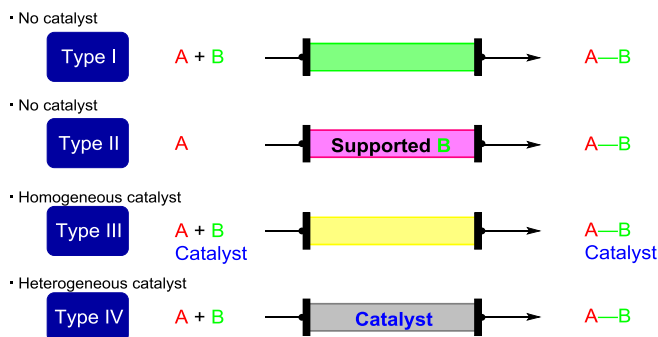 · No catalyst
Type I A + B A—B
· No catalyst
Type II A Supported B A—B
· Homogeneous catalyst
Type III A + B A—B
Catalyst Catalyst
· Heterogeneous catalyst
Type IV A + B Catalyst A—B